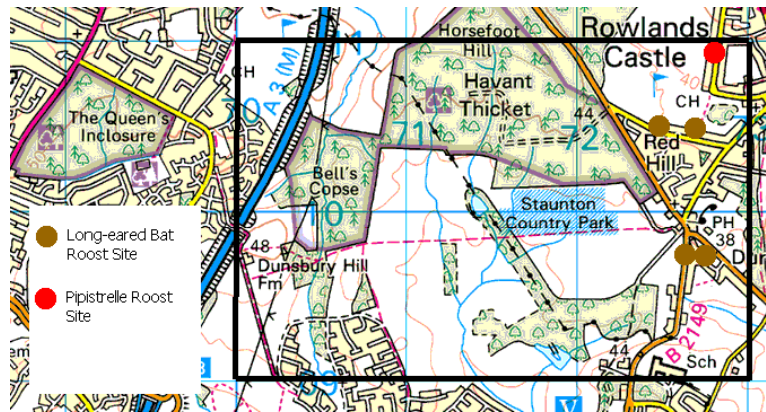 Horsefoot
Hill
Rowlands
Castle
A 3 (M)
CH
70
Havant
Thicket
44
40
CH
The Queen's
Inclosure
71
72
Red
Hill
Bell's
Copse
10
Staunton
Country Park
PH
38
48
Dunsbury Hill
Fm
Long-eared Bat
Roost Site
Pipistrelle Roost
Site
44
B 2149
Sch
V